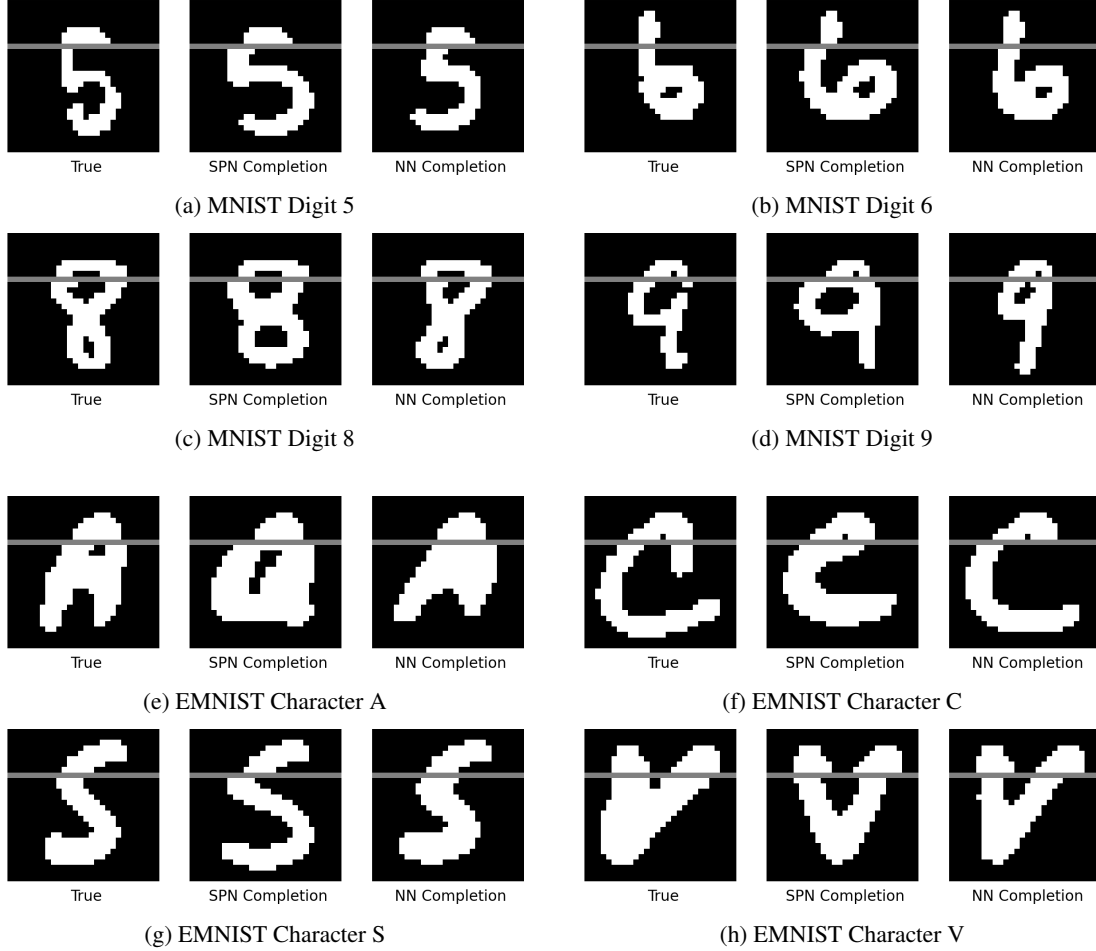 True SPN Completion NN Completion
(a) MNIST Digit 5
True SPN Completion NN Completion
(b) MNIST Digit 6
True SPN Completion NN Completion
(c) MNIST Digit 8
True SPN Completion NN Completion
(d) MNIST Digit 9
True SPN Completion NN Completion
(e) EMNIST Character A
True SPN Completion NN Completion
(f) EMNIST Character C
True SPN Completion NN Completion
(g) EMNIST Character S
True SPN Completion NN Completion
(h) EMNIST Character V